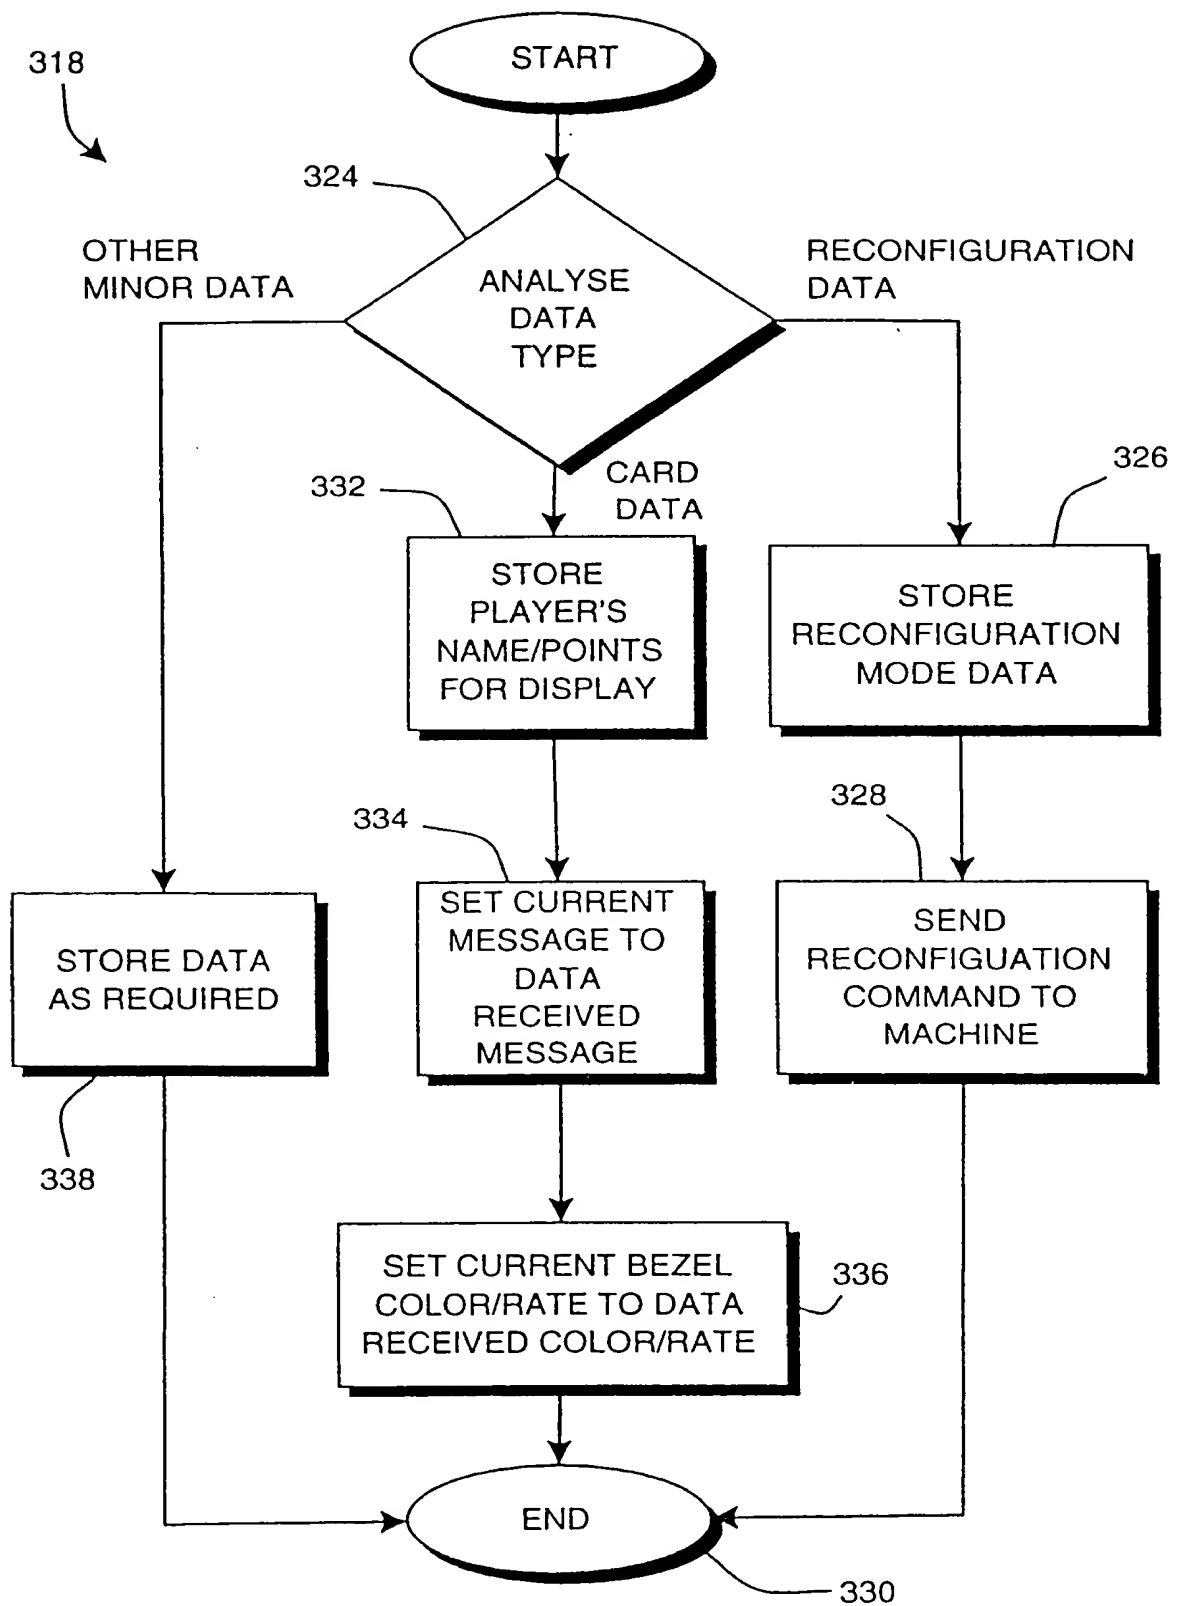 318
START
324
OTHER
MINOR DATA
ANALYSE
DATA
TYPE
RECONFIGURATION
DATA
332
CARD
DATA
326
STORE
PLAYER'S
NAME/POINTS
FOR DISPLAY
STORE
RECONFIGURATION
MODE DATA
334
328
STORE DATA
AS REQUIRED
SET CURRENT
MESSAGE TO
DATA
RECEIVED
MESSAGE
SEND
RECONFIGUATION
COMMAND TO
MACHINE
338
SET CURRENT BEZEL
COLOR/RATE TO DATA
RECEIVED COLOR/RATE
336
END
330